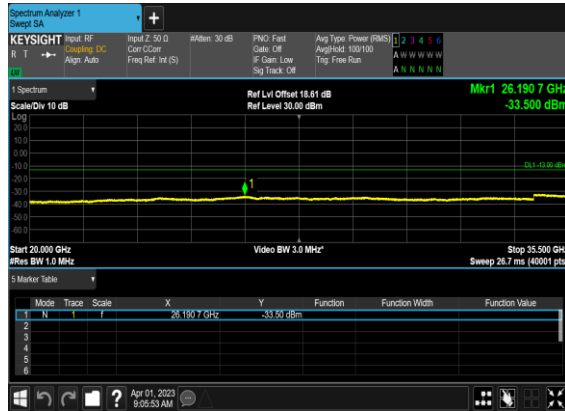 Spectrum Analyzer 1
Swept SA
KEYSIGHT Input: RF Input Z: 50 Ω #Atten: 30 dB PNO: Fast Avg Type: Power (RMS) 1 2 3 4 5 6
R T Coupling: DC Corr CCorr Gate: Off Avg|Hold: 100/100 A W W W W W
Align: Auto Freq Ref: Int (S) IF Gain: Low Trig: Free Run
LW Sig Track: Off A N N N N N
1 Spectrum Ref Lvl Offset 18.61 dB Mkr1 26.190 7 GHz
Scale/Div 10 dB Ref Level 30.00 dBm -33.500 dBm
Log
20.0
10.0
0.00
-10.0 DL1 -13.00 dBm
-20.0
-30.0 1
-40.0
-50.0
-60.0
Start 20.000 GHz Video BW 3.0 MHz* Stop 35.500 GHz
#Res BW 1.0 MHz Sweep 26.7 ms (40001 pts)
5 Marker Table
Mode Trace Scale X Y Function Function Width Function Value
1 N 1 f 26.190 7 GHz -33.50 dBm
2
3
4
5
6
? Apr 01, 2023
9:05:53 AM